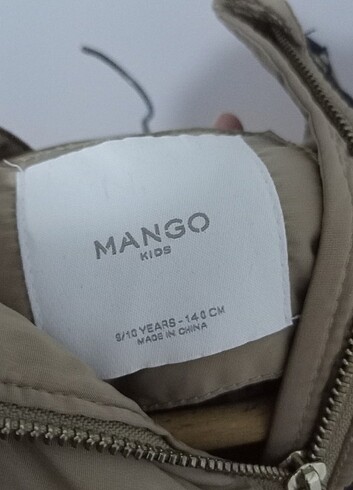 MANGO
KIDS
9/10 YEARS - 140 CM
MADE IN CHINA